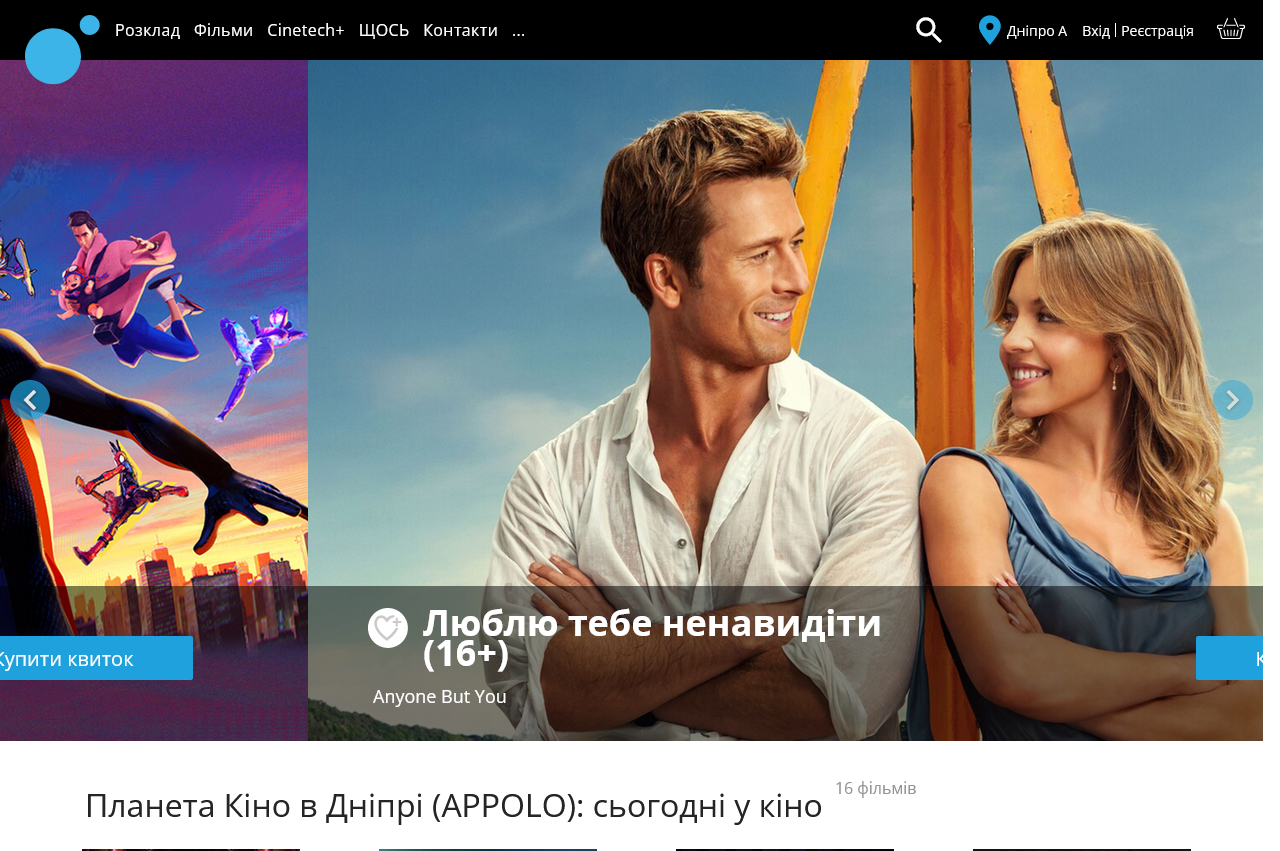 Розклад Фільми Cinetech+ ЩОСЬ Контакти ...
Дніпро А Вхід | Реєстрація
Люблю тебе ненавидіти
(16+)
Купити квиток
К
Anyone But You
Планета Кіно в Дніпрі (APPOLO): сьогодні у кіно
16 фільмів